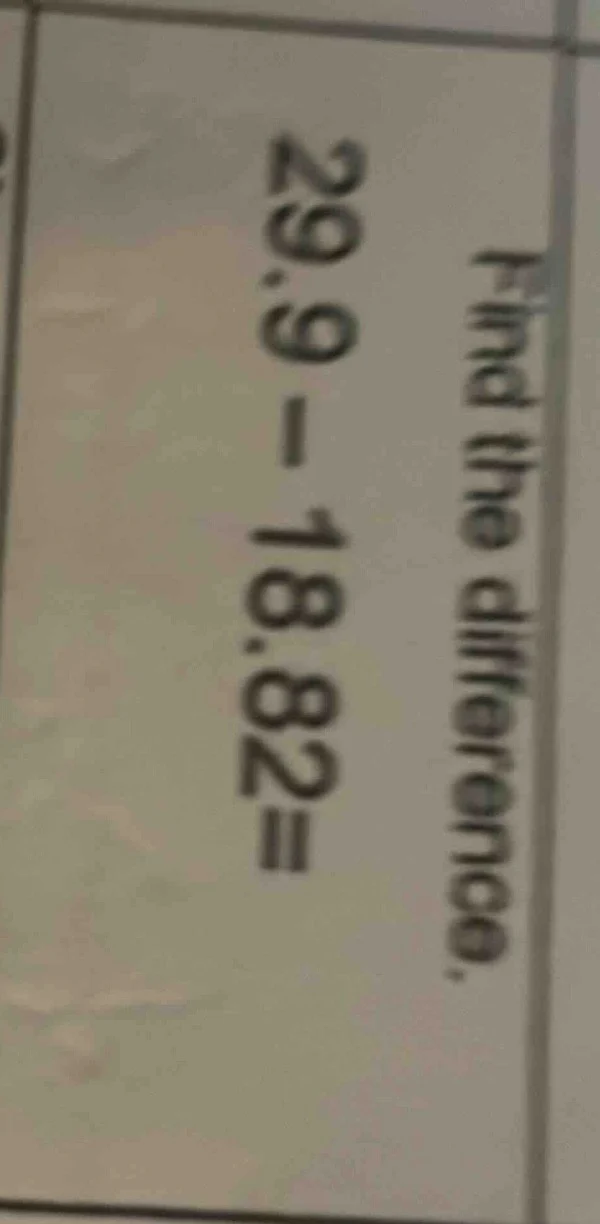 Find the difference.
29.9 – 18.82=